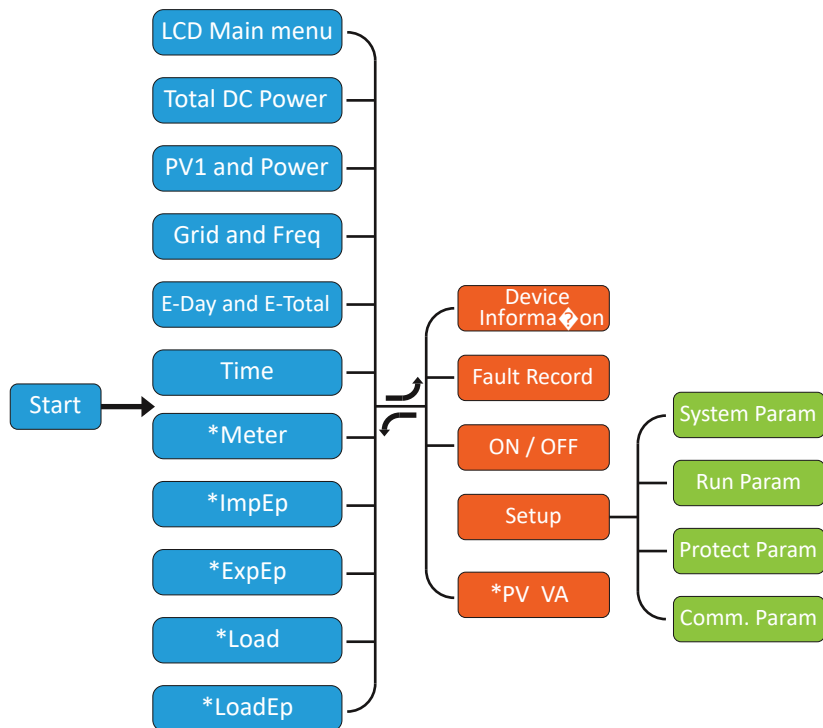 LCD Main menu
Total DC Power
PV1 and Power
Grid and Freq
E-Day and E-Total
Time
Start
*Meter
*ImpEp
*ExpEp
*Load
*LoadEp
Device
Informa�on
Fault Record
ON / OFF
Setup
*PV VA
System Param
Run Param
Protect Param
Comm. Param